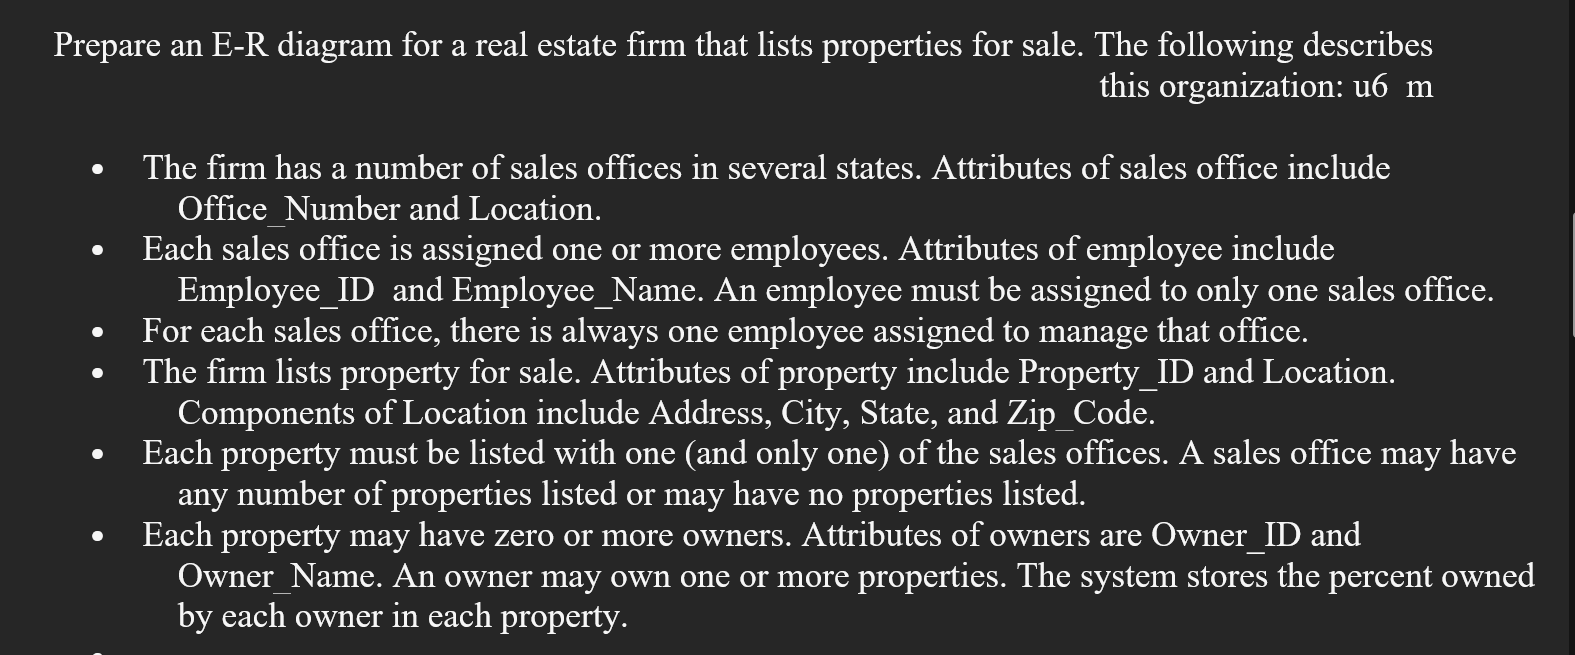 Prepare an E-R diagram for a real estate firm that lists properties for sale. The following describes
this organization: u6 m
• The firm has a number of sales offices in several states. Attributes of sales office include
Office_Number and Location.
• Each sales office is assigned one or more employees. Attributes of employee include
Employee_ID and Employee_Name. An employee must be assigned to only one sales office.
• For each sales office, there is always one employee assigned to manage that office.
• The firm lists property for sale. Attributes of property include Property_ID and Location.
Components of Location include Address, City, State, and Zip_Code.
• Each property must be listed with one (and only one) of the sales offices. A sales office may have
any number of properties listed or may have no properties listed.
• Each property may have zero or more owners. Attributes of owners are Owner_ID and
Owner_Name. An owner may own one or more properties. The system stores the percent owned
by each owner in each property.